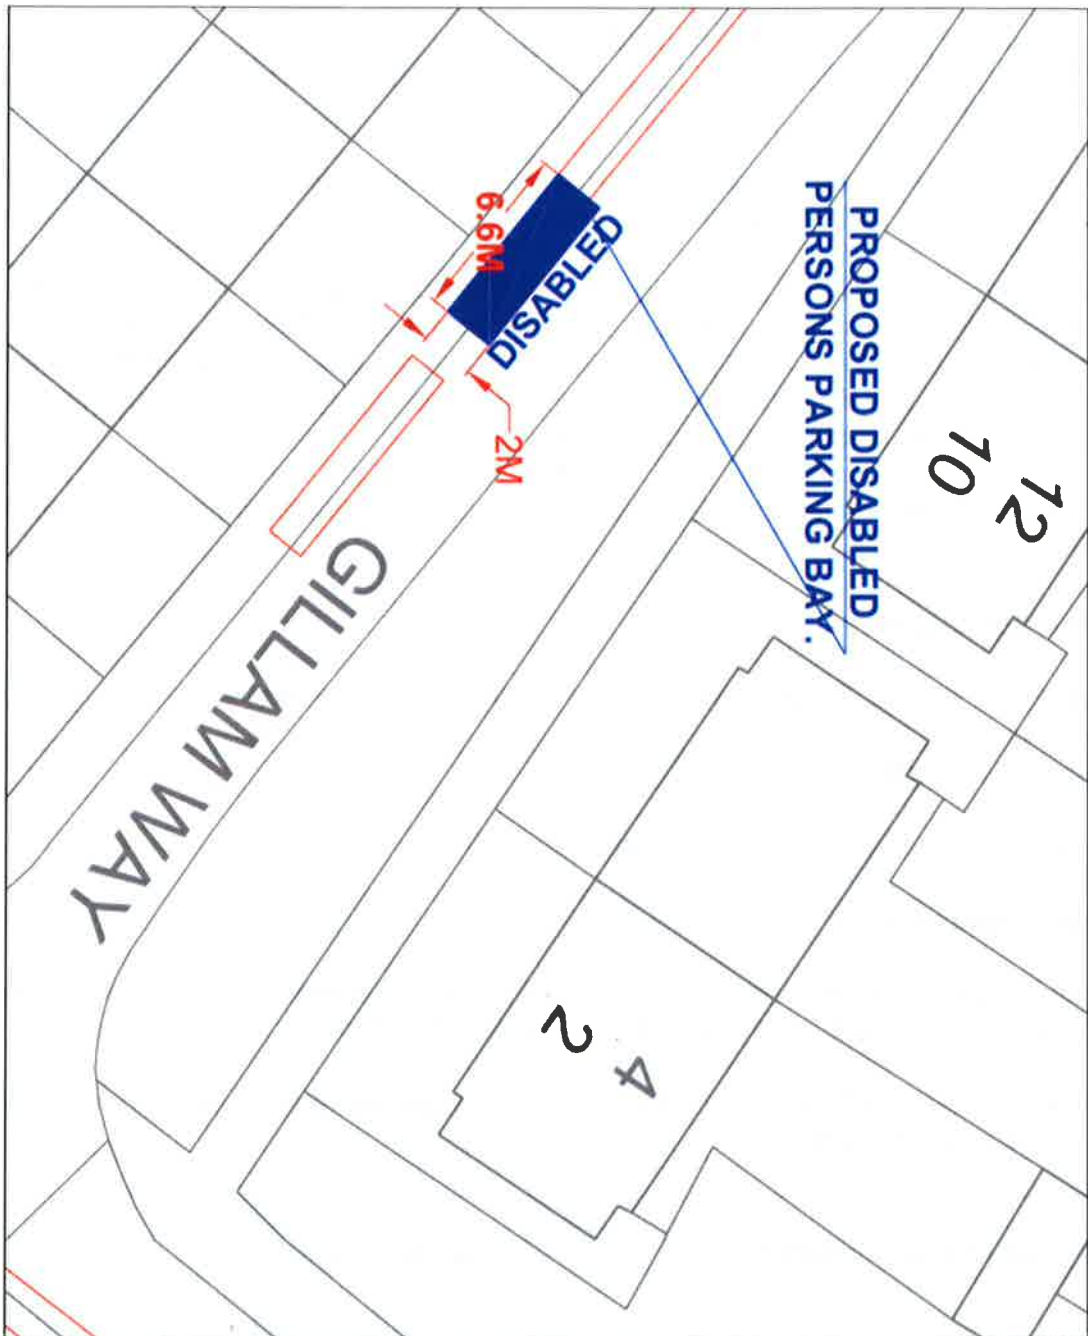 PROPOSED DISABLED
PERSONS PARKING BAY.
12
10
DISABLED
6.6M
2M
GILLAM WAY
4
2